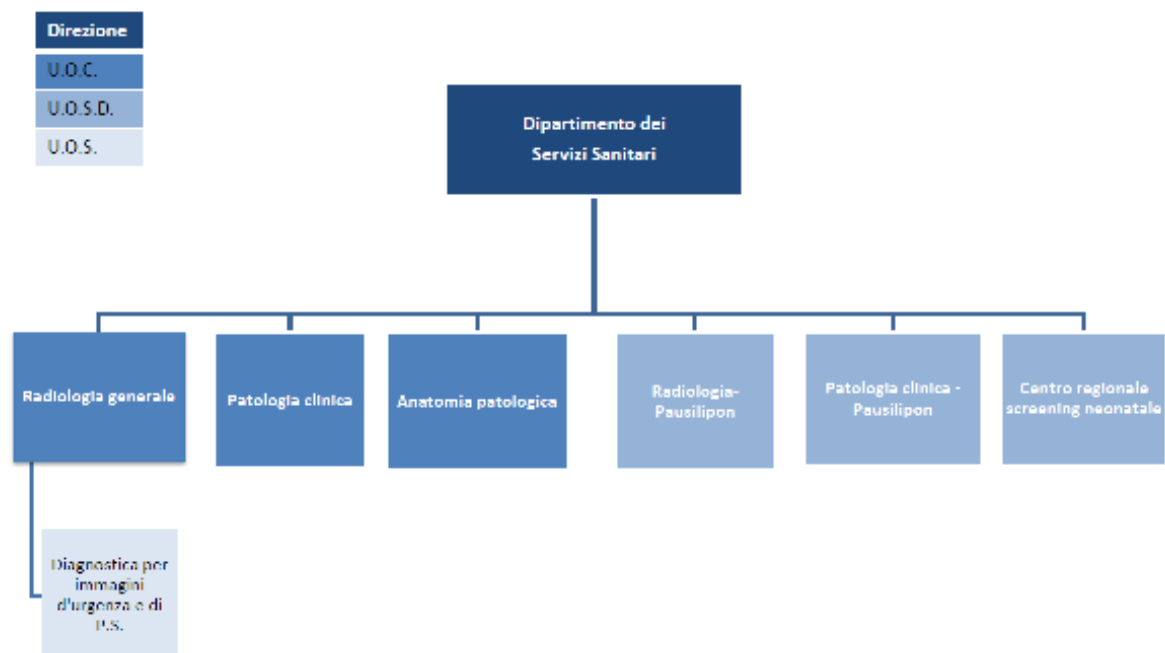 Direzione
U.O.C.
U.O.S.D.
U.O.S.
Dipartimento dei
Servizi Sanitari
Radiologia generale
Patologia clinica
Anatomia patologica
Radiologia-
Pausilipon
Patologia clinica -
Pausilipon
Centro regionale
screening neonatale
Diagnostica per
immagini
d'urgenza e di
P.S.